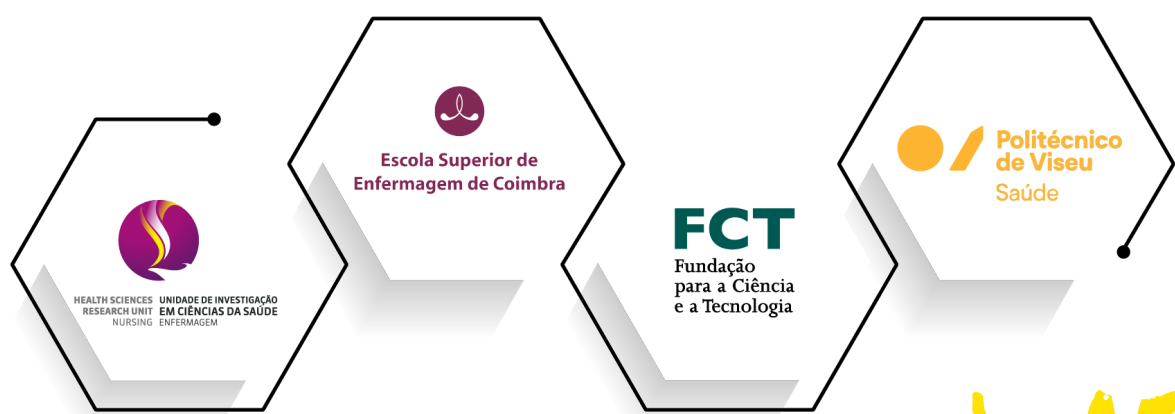 HEALTH SCIENCES
RESEARCH UNIT
NURSING
UNIDADE DE INVESTIGAÇÃO
EM CIÊNCIAS DA SAÚDE
ENFERMAGEM
Escola Superior de
Enfermagem de Coimbra
FCT
Fundação
para a Ciência
e a Tecnologia
Politécnico
de Viseu
Saúde